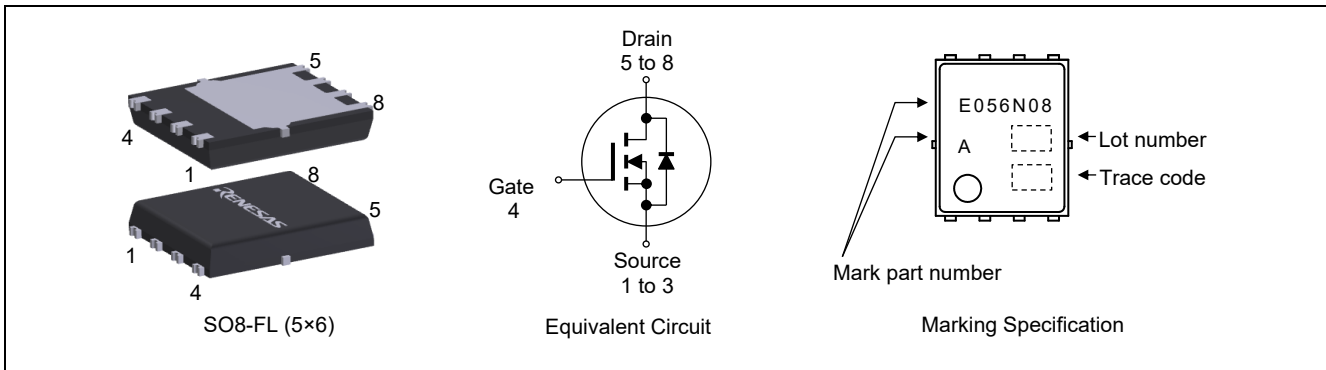 5
8
4
1
8
RENESAS
5
1
4
SO8-FL (5×6)
Drain
5 to 8
Gate
4
Source
1 to 3
Equivalent Circuit
E056N08
A
Lot number
Trace code
Mark part number
Marking Specification